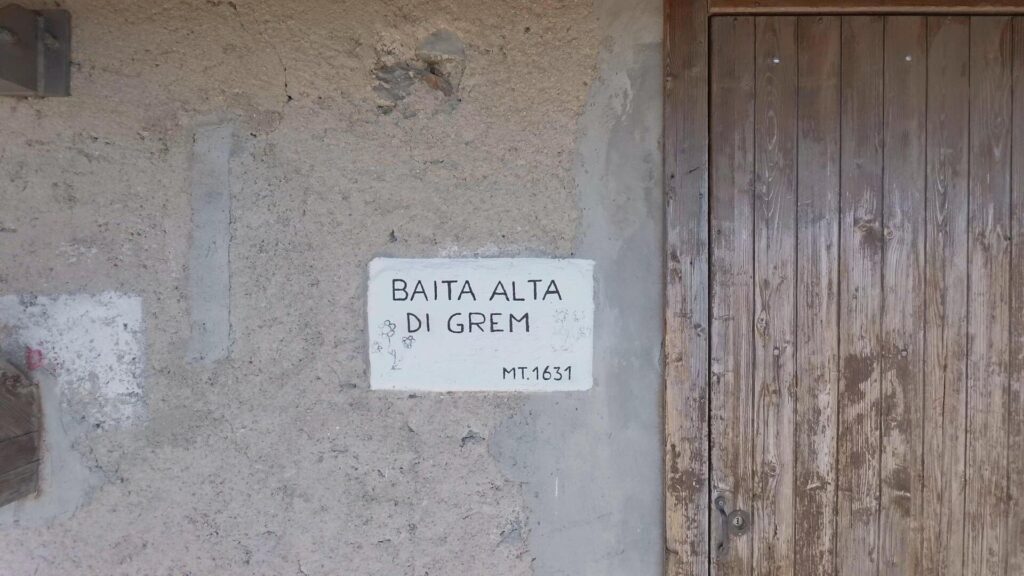 BAITA ALTA
DI GREM
MT.1631